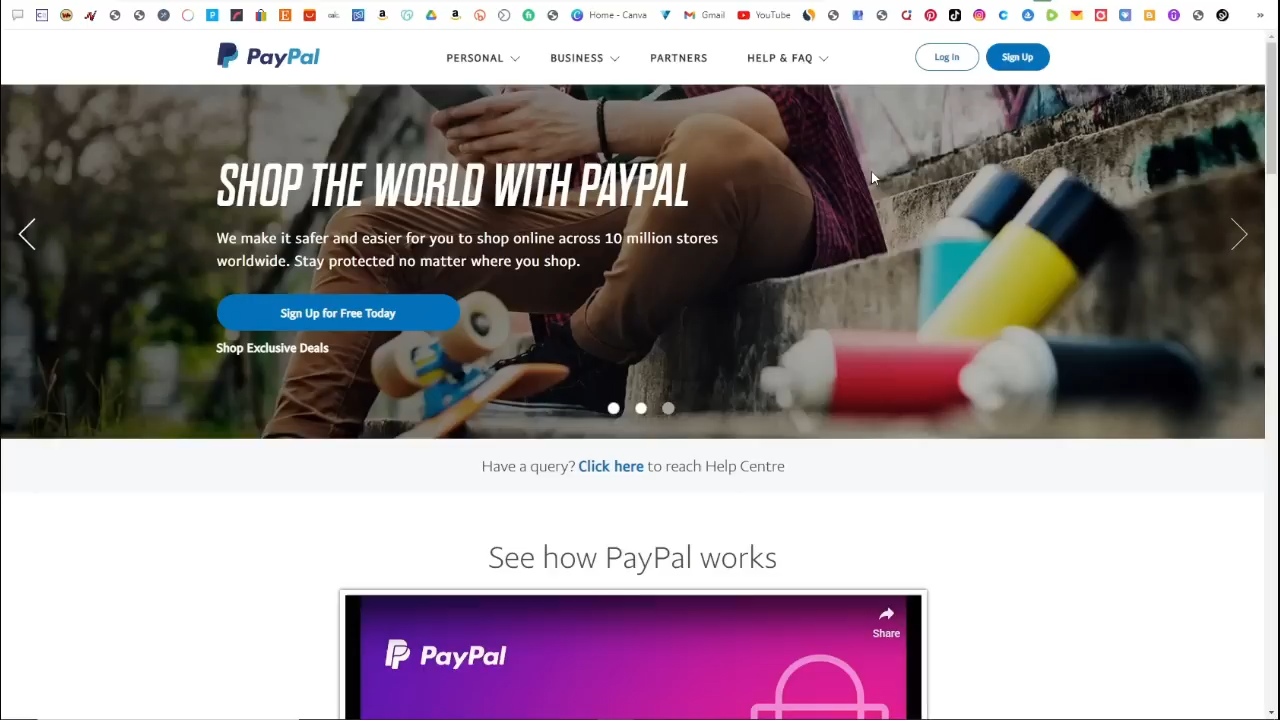 Home - Canva Gmail YouTube
PayPal PERSONAL BUSINESS PARTNERS HELP & FAQ Log In Sign Up
SHOP THE WORLD WITH PAYPAL
We make it safer and easier for you to shop online across 10 million stores
worldwide. Stay protected no matter where you shop.
Sign Up for Free Today
Shop Exclusive Deals
Have a query? Click here to reach Help Centre
See how PayPal works
Share
PayPal